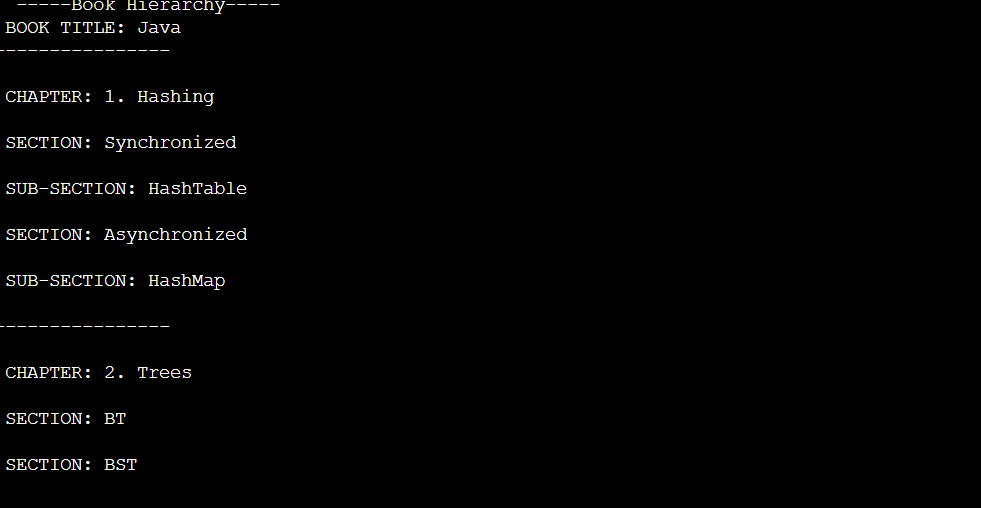 -----Book Hierarchy-----
BOOK TITLE: Java
----------------
CHAPTER: 1. Hashing
SECTION: Synchronized
SUB-SECTION: HashTable
SECTION: Asynchronized
SUB-SECTION: HashMap
----------------
CHAPTER: 2. Trees
SECTION: BT
SECTION: BST